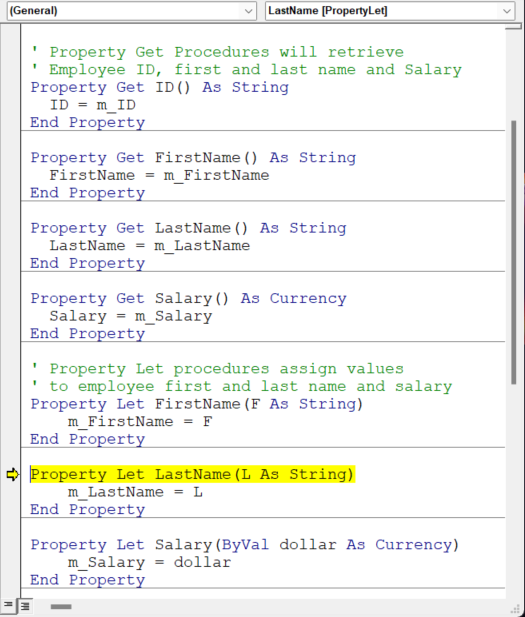 (General)
LastName [PropertyLet]
' Property Get Procedures will retrieve
' Employee ID, first and last name and Salary
Property Get ID() As String
  ID = m_ID
End Property
Property Get FirstName() As String
  FirstName = m_FirstName
End Property
Property Get LastName() As String
  LastName = m_LastName
End Property
Property Get Salary() As Currency
  Salary = m_Salary
End Property
' Property Let procedures assign values
' to employee first and last name and salary
Property Let FirstName(F As String)
    m_FirstName = F
End Property
Property Let LastName(L As String)
    m_LastName = L
End Property
Property Let Salary(ByVal dollar As Currency)
    m_Salary = dollar
End Property